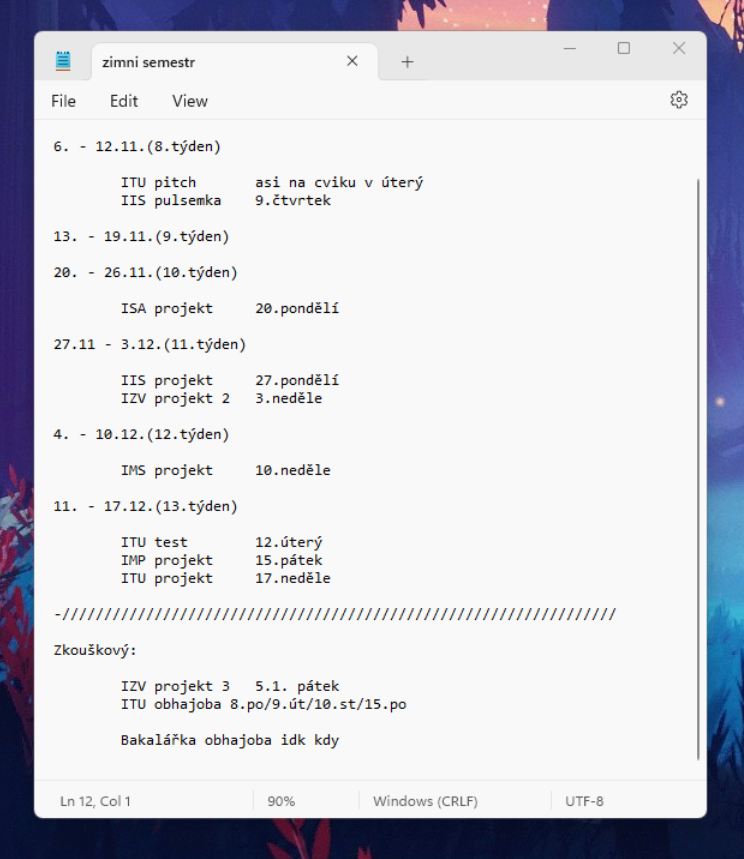 zimni semestr
File Edit View
6. - 12.11.(8.týden)
ITU pitch asi na cviku v úterý
IIS pulsemka 9.čtvrtek
13. - 19.11.(9.týden)
20. - 26.11.(10.týden)
ISA projekt 20.pondělí
27.11 - 3.12.(11.týden)
IIS projekt 27.pondělí
IZV projekt 2 3.neděle
4. - 10.12.(12.týden)
IMS projekt 10.neděle
11. - 17.12.(13.týden)
ITU test 12.úterý
IMP projekt 15.pátek
ITU projekt 17.neděle
-//////////////////////////////////////////////////////////////////
Zkouškový:
IZV projekt 3 5.1. pátek
ITU obhajoba 8.po/9.út/10.st/15.po
Bakalářka obhajoba idk kdy
Ln 12, Col 1 90% Windows (CRLF) UTF-8